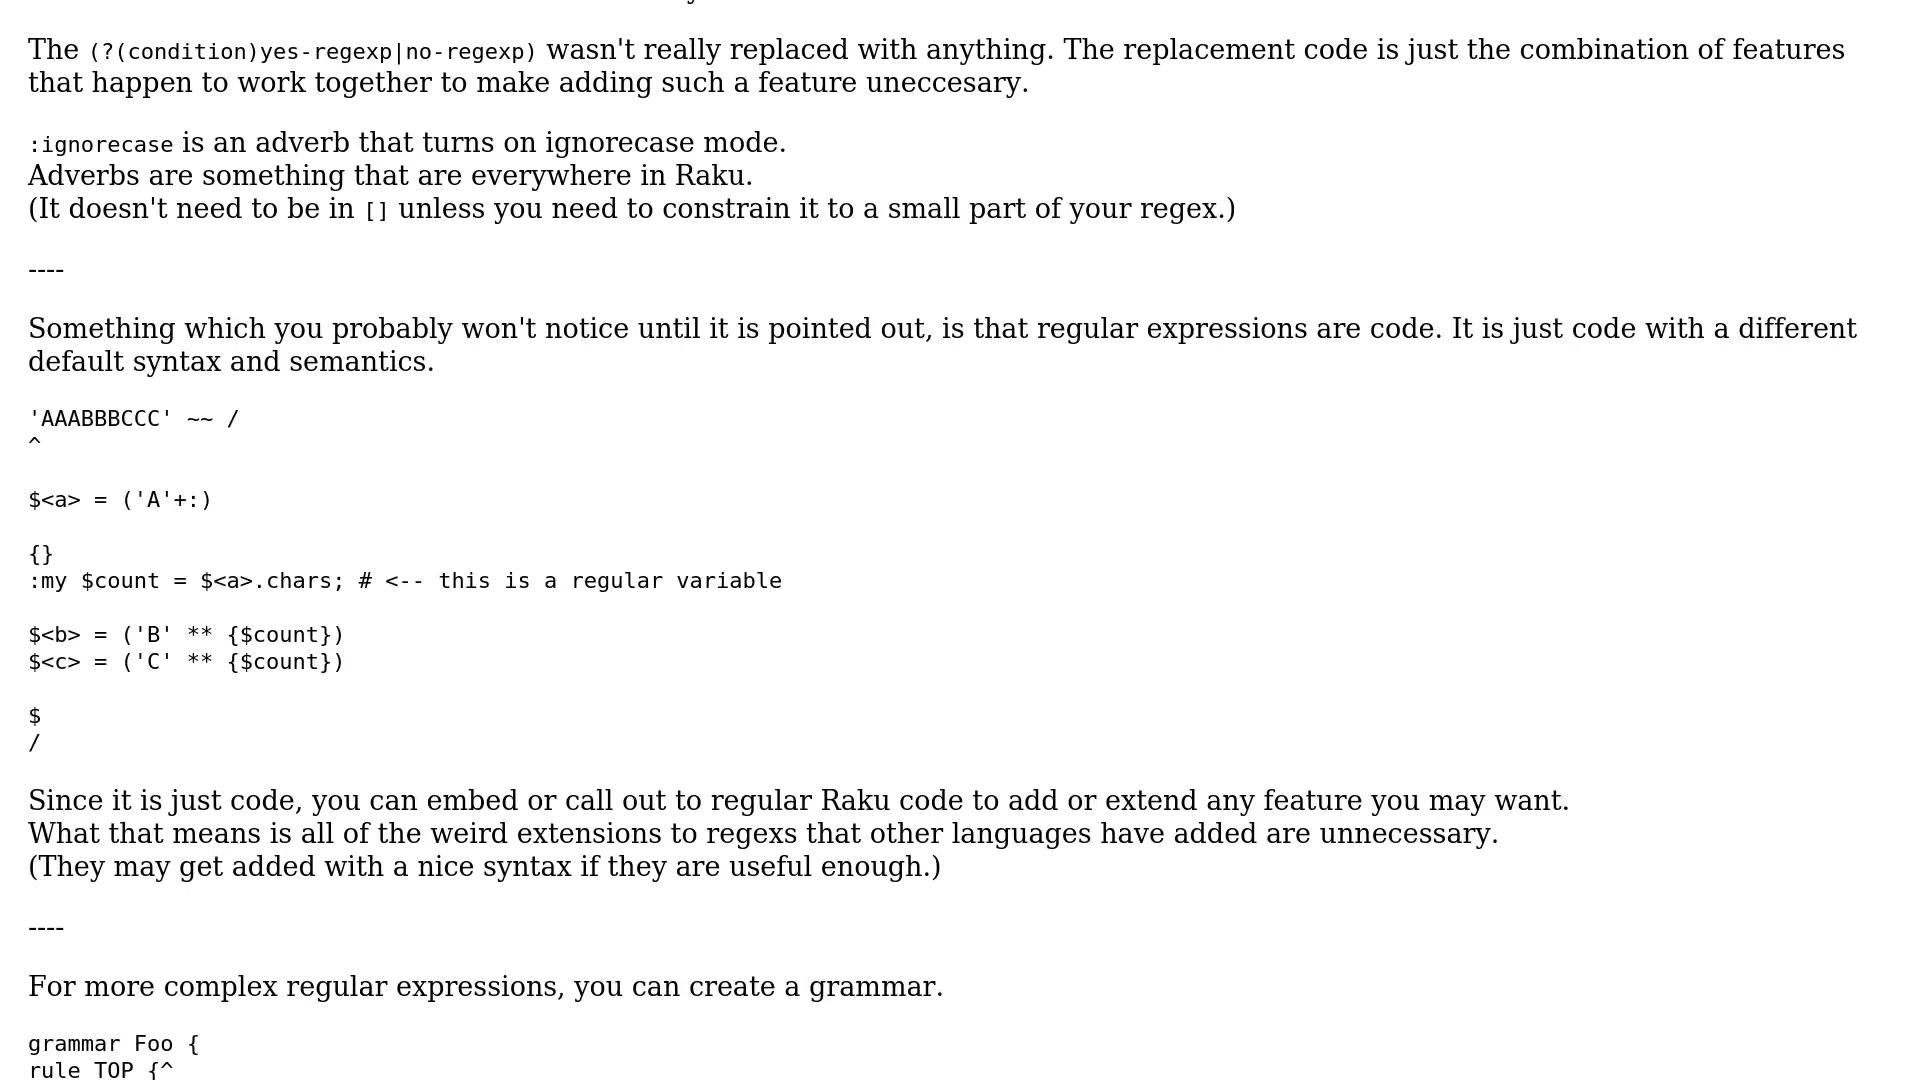 The (?(condition)yes-regexp|no-regexp) wasn't really replaced with anything. The replacement code is just the combination of features
that happen to work together to make adding such a feature uneccesary.
:ignorecase is an adverb that turns on ignorecase mode.
Adverbs are something that are everywhere in Raku.
(It doesn't need to be in [] unless you need to constrain it to a small part of your regex.)
----
Something which you probably won't notice until it is pointed out, is that regular expressions are code. It is just code with a different
default syntax and semantics.
'AAABBBCCC' ~~ /
^
$<a> = ('A'+:)
{}
:my $count = $<a>.chars; # <-- this is a regular variable
$<b> = ('B' ** {$count})
$<c> = ('C' ** {$count})
$
/
Since it is just code, you can embed or call out to regular Raku code to add or extend any feature you may want.
What that means is all of the weird extensions to regexs that other languages have added are unnecessary.
(They may get added with a nice syntax if they are useful enough.)
----
For more complex regular expressions, you can create a grammar.
grammar Foo {
rule TOP {^